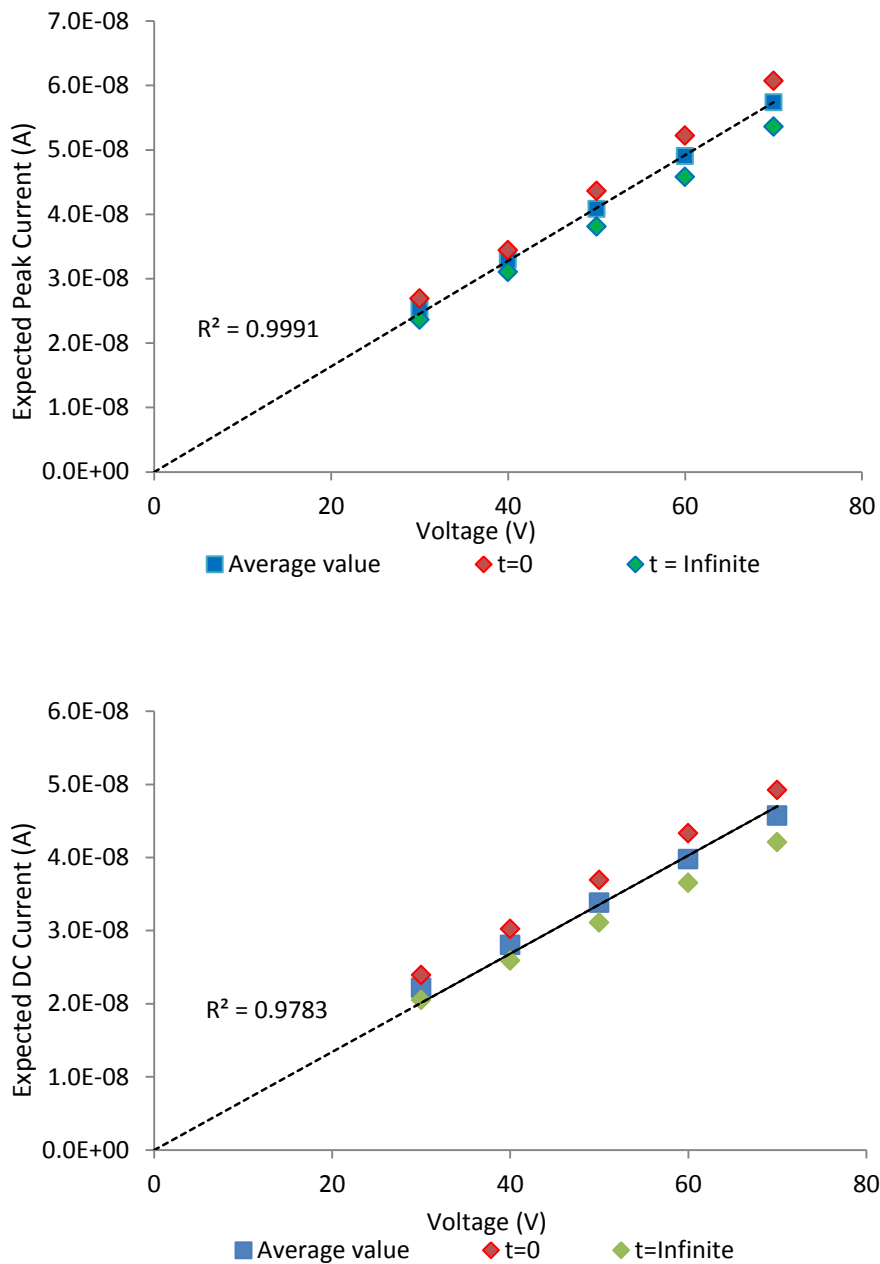 7.0E-08
6.0E-08
5.0E-08
4.0E-08
3.0E-08
2.0E-08
1.0E-08
0.0E+00
Expected Peak Current (A)
R² = 0.9991
0 20 40 60 80
Voltage (V)
Average value t=0 t = Infinite
6.0E-08
5.0E-08
4.0E-08
3.0E-08
2.0E-08
1.0E-08
0.0E+00
Expected DC Current (A)
R² = 0.9783
0 20 40 60 80
Voltage (V)
Average value t=0 t=Infinite